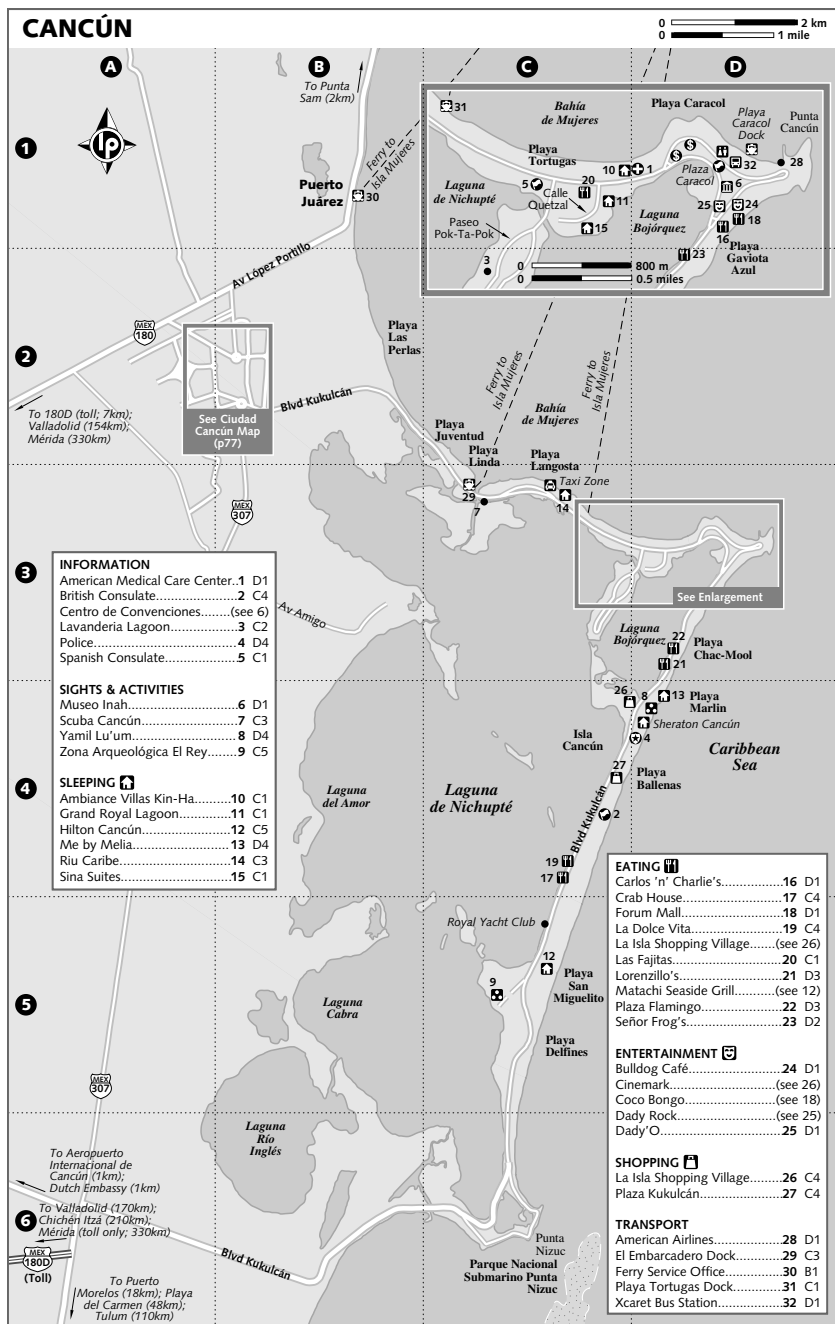 CANCÚN
0 2 km
0 1 mile
A
B
C
D
To Punta
Sam (2km)
31
Bahía
de Mujeres
Playa Caracol
Playa
Caracol
Dock
Punta
Cancún
1
lp
Ferry to
Isla Mujeres
Playa
Tortugas
10
1
$
$
32
28
Puerto
Juárez
30
Laguna
de Nichupté
5
20
Calle
Quetzal
11
Plaza
Caracol
6
25
24
Paseo
Pok-Ta-Pok
15
Laguna
Bojórquez
18
16
Playa
Gaviota
Azul
3
23
0 800 m
0 0.5 miles
Av López Portillo
MEX
180
2
Playa
Las
Perlas
Ferry to
Isla Mujeres
Ferry to
Isla Mujeres
To 180D (toll; 7km);
Valladolid (154km);
Mérida (330km)
See Ciudad
Cancún Map
(p77)
Blvd Kukulcán
Bahía
de Mujeres
Playa
Juventud
Playa
Linda
Playa
Langosta
29
7
Taxi Zone
14
MEX
307
3
See Enlargement
Av Amigo
INFORMATION
American Medical Care Center..1 D1
British Consulate...................2 C4
Centro de Convenciones.......(see 6)
Lavanderia Lagoon................3 C2
Police...................................4 D4
Spanish Consulate.................5 C1
SIGHTS & ACTIVITIES
Museo Inah..........................6 D1
Scuba Cancún.......................7 C3
Yamil Lu'um.........................8 D4
Zona Arqueológica El Rey......9 C5
SLEEPING
Ambiance Villas Kin-Ha........10 C1
Grand Royal Lagoon............11 C1
Hilton Cancún.....................12 C5
Me by Melia.......................13 D4
Riu Caribe..........................14 C3
Sina Suites..........................15 C1
Laguna
Bojórquez
22
21
Playa
Chac-Mool
26
8
13
Playa
Marlin
Sheraton Cancún
4
Isla
Cancún
Caribbean
Sea
27
Playa
Ballenas
4
Laguna
del Amor
Laguna
de Nichupté
2
Blvd Kukulcán
19
17
Royal Yacht Club
12
9
Playa
San
Miguelito
5
Laguna
Cabra
Playa
Delfines
EATING
Carlos 'n' Charlie's................16 D1
Crab House.........................17 C4
Forum Mall.........................18 D1
La Dolce Vita.......................19 C4
La Isla Shopping Village.......(see 26)
Las Fajitas...........................20 C1
Lorenzillo's..........................21 D3
Matachi Seaside Grill...........(see 12)
Plaza Flamingo....................22 D3
Señor Frog's........................23 D2
ENTERTAINMENT
Bulldog Café.......................24 D1
Cinemark............................(see 26)
Coco Bongo.......................(see 18)
Dady Rock.........................(see 25)
Dady'O..............................25 D1
SHOPPING
La Isla Shopping Village........26 C4
Plaza Kukulcán....................27 C4
TRANSPORT
American Airlines.................28 D1
El Embarcadero Dock...........29 C3
Ferry Service Office..............30 B1
Playa Tortugas Dock............31 C1
Xcaret Bus Station...............32 D1
MEX
307
Laguna
Río
Inglés
To Aeropuerto
Internacional de
Cancún (1km);
Dutch Embassy (1km)
6
To Valladolid (170km);
Chichén Itzá (210km);
Mérida (toll only; 330km)
MEX
180D
(Toll)
Blvd Kukulcán
To Puerto
Morelos (18km); Playa
del Carmen (48km);
Tulum (110km)
Punta
Nizuc
Parque Nacional
Submarino Punta
Nizuc